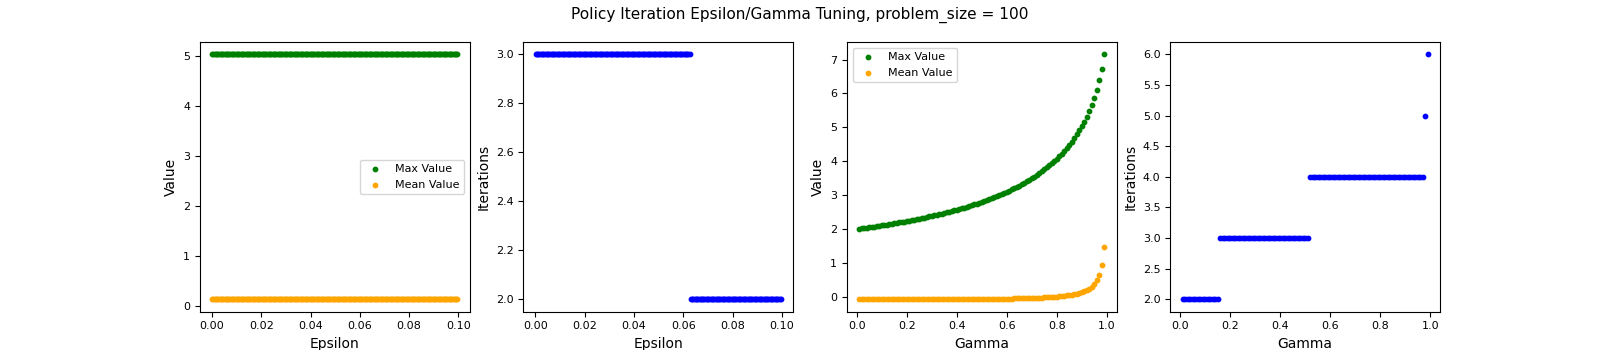 Policy Iteration Epsilon/Gamma Tuning, problem_size = 100
Value
5
4
3
2
1
0
Max Value
Mean Value
0.00 0.02 0.04 0.06 0.08 0.10
Epsilon
Iterations
3.0
2.8
2.6
2.4
2.2
2.0
0.00 0.02 0.04 0.06 0.08 0.10
Epsilon
Value
7
6
5
4
3
2
1
0
Max Value
Mean Value
0.0 0.2 0.4 0.6 0.8 1.0
Gamma
Iterations
6.0
5.5
5.0
4.5
4.0
3.5
3.0
2.5
2.0
0.0 0.2 0.4 0.6 0.8 1.0
Gamma